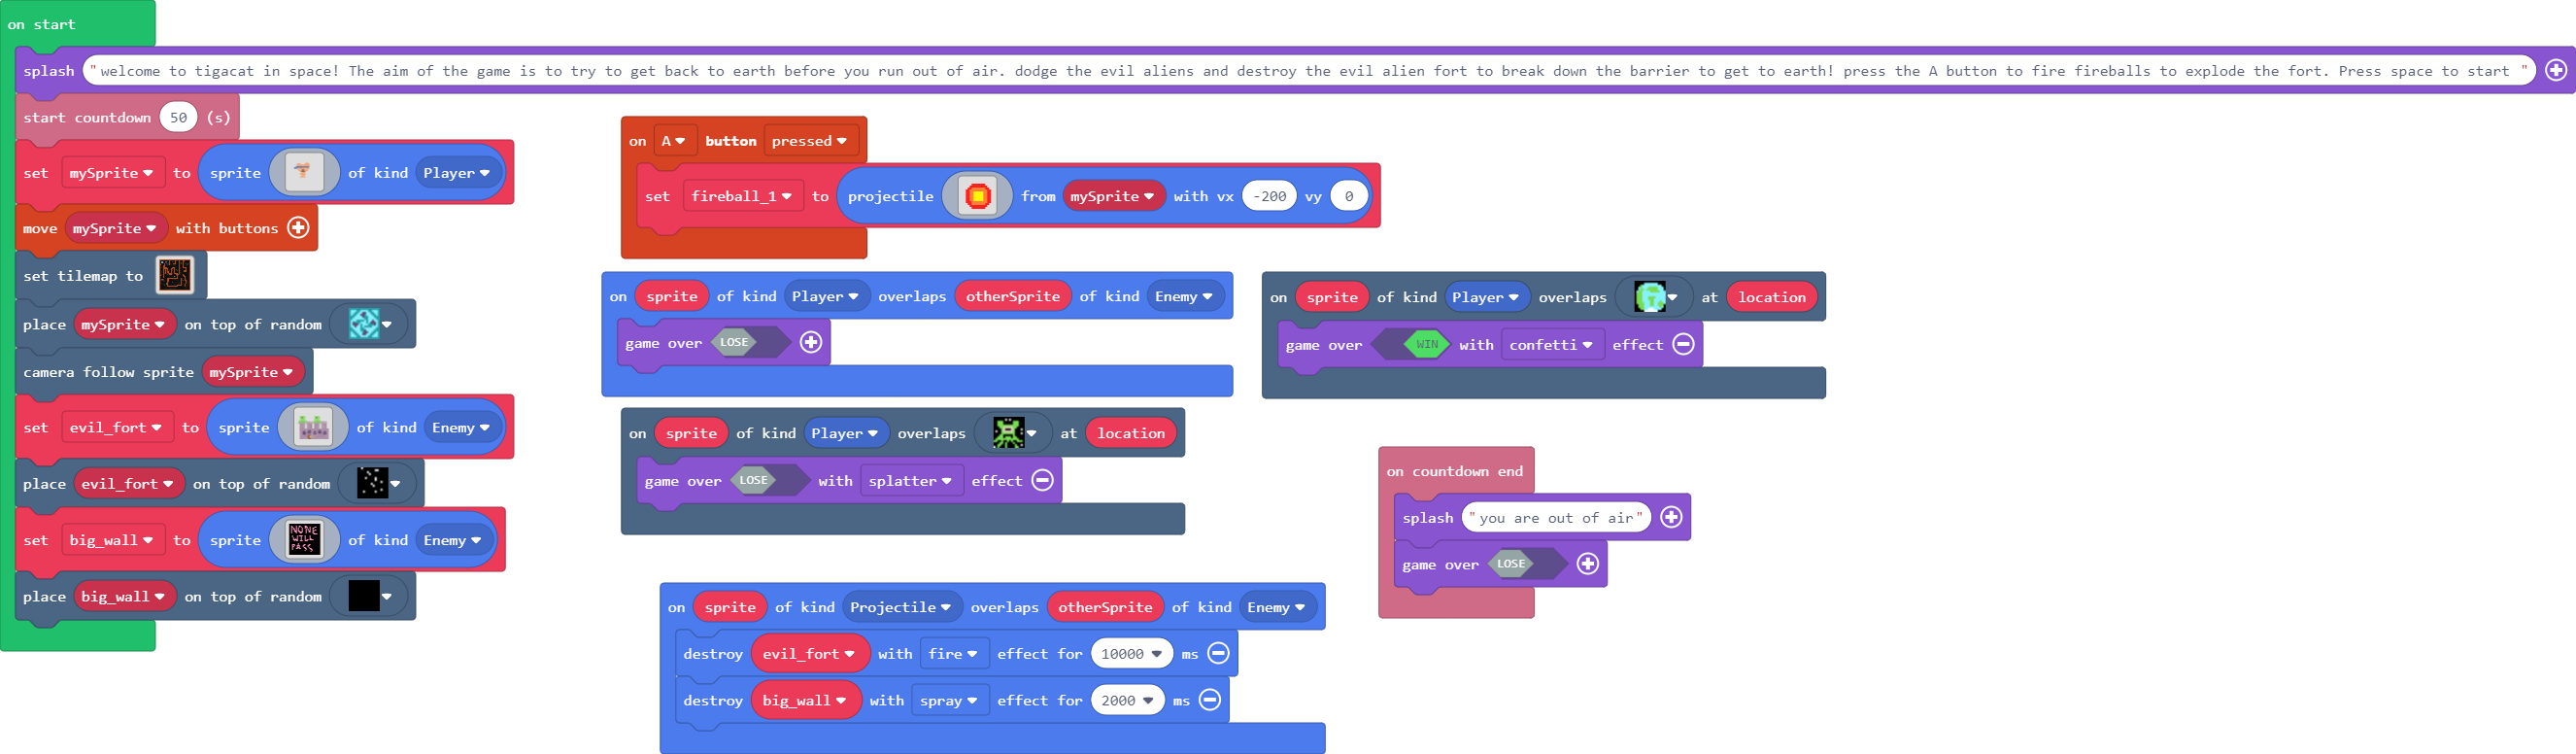 on start
splash "welcome to tigacat in space! The aim of the game is to try to get back to earth before you run out of air. dodge the evil aliens and destroy the evil alien fort to break down the barrier to get to earth! press the A button to fire fireballs to explode the fort. Press space to start "
start countdown 50 (s)
set mySprite to sprite of kind Player
move mySprite with buttons
set tilemap to
place mySprite on top of random
camera follow sprite mySprite
set evil_fort to sprite of kind Enemy
place evil_fort on top of random
set big_wall to sprite NONE WILL PASS of kind Enemy
place big_wall on top of random
on A button pressed
set fireball_1 to projectile from mySprite with vx -200 vy 0
on sprite of kind Player overlaps otherSprite of kind Enemy
game over LOSE
on sprite of kind Player overlaps at location
game over WIN with confetti effect
on sprite of kind Player overlaps at location
game over LOSE with splatter effect
on countdown end
splash "you are out of air"
game over LOSE
on sprite of kind Projectile overlaps otherSprite of kind Enemy
destroy evil_fort with fire effect for 10000 ms
destroy big_wall with spray effect for 2000 ms